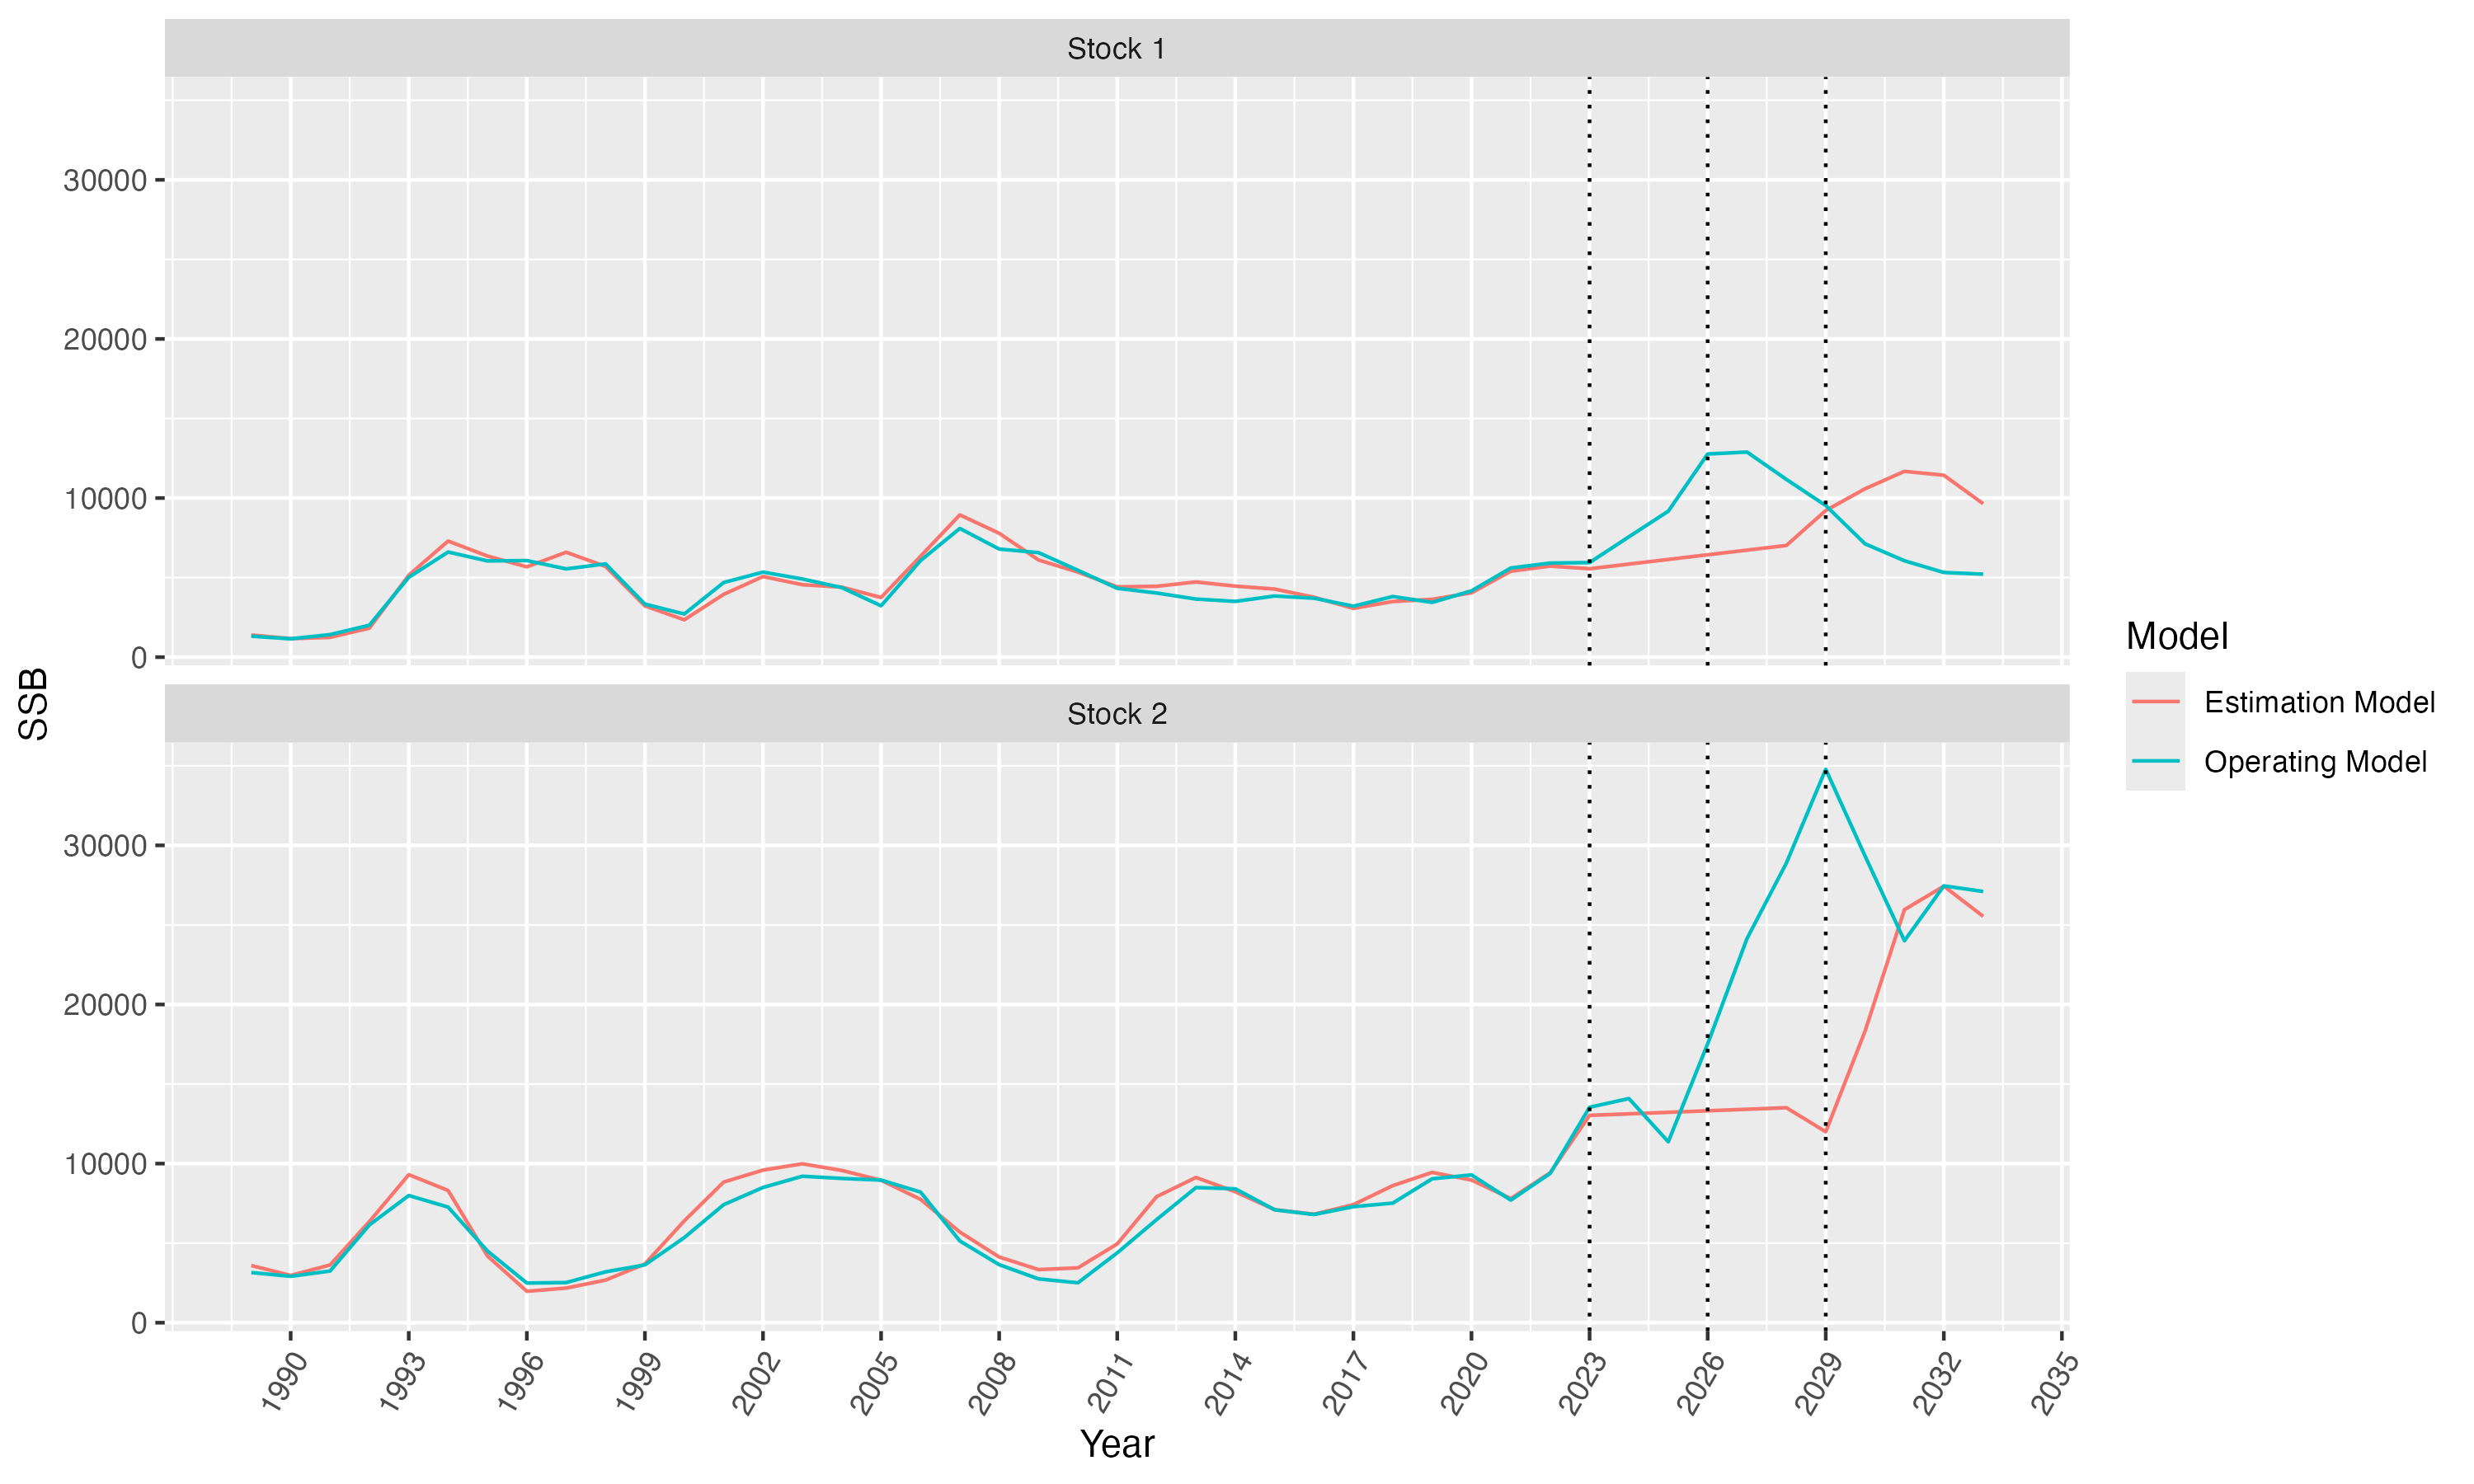 Stock 1
30000
20000
10000
0
Stock 2
30000
20000
10000
0
SSB
1990 1993 1996 1999 2002 2005 2008 2011 2014 2017 2020 2023 2026 2029 2032 2035
Year
Model
Estimation Model
Operating Model